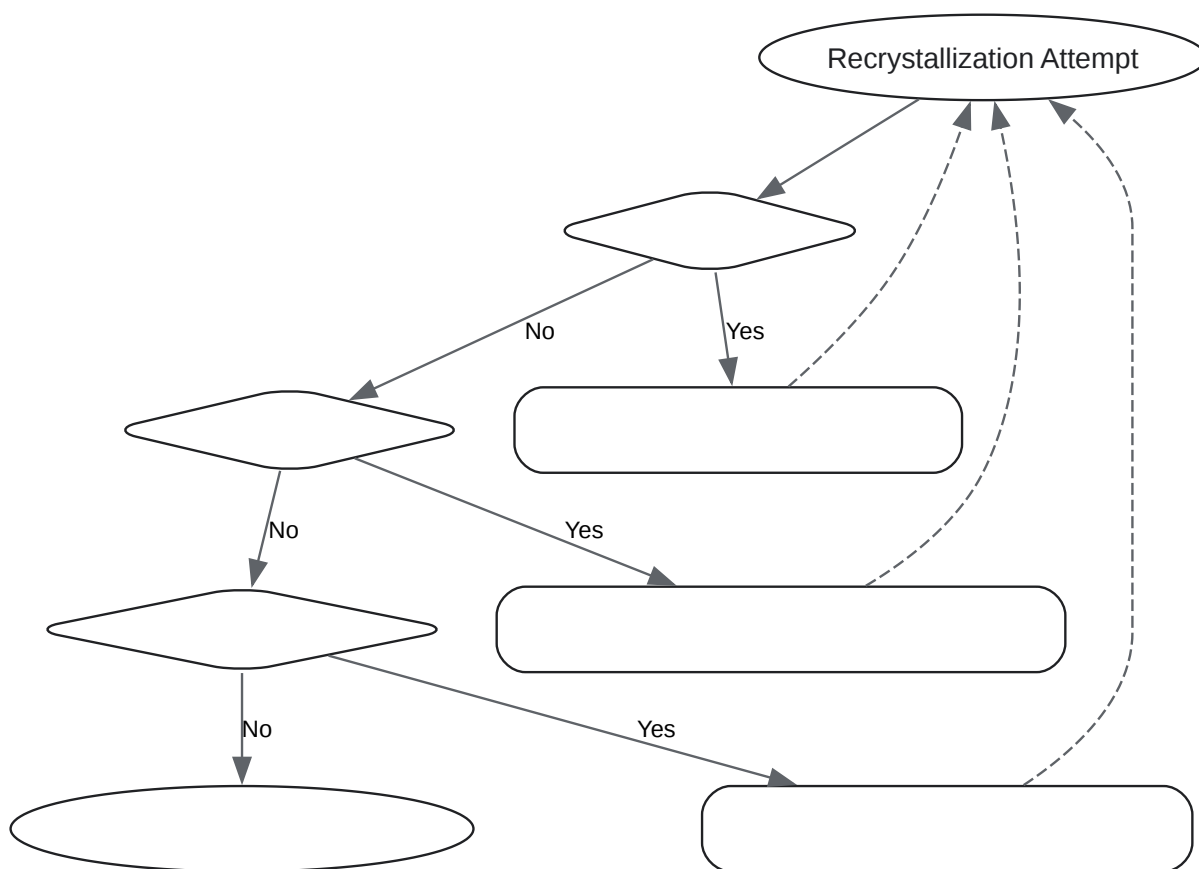 Recrystallization Attempt
No
Yes
No
Yes
No
Yes